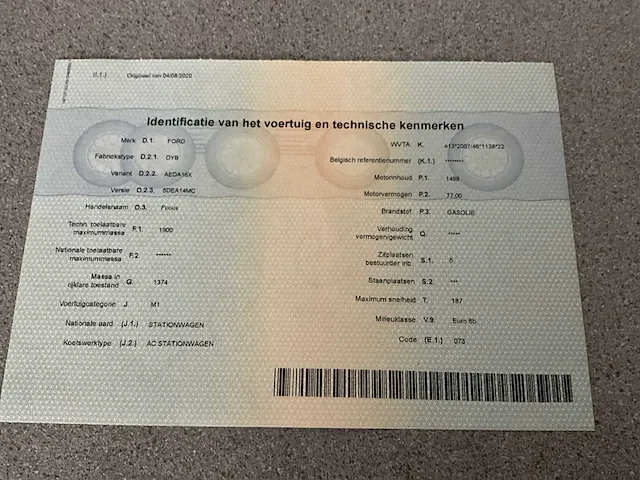 (I.1.) Origineel van 04/08/2020
Identificatie van het voertuig en technische kenmerken
Merk D.1. FORD
Fabriekstype D.2.1. DYB
Variant D.2.2. AEDA16X
Versie D.2.3. 5DEA14MC
Handelsnaam D.3. Focus
Techn. toelaatbare
maximummassa F.1. 1900
Nationale toelaatbare
maximummassa F.2. ******
Massa in
rijklare toestand G. 1374
Voertuigcategorie J. M1
Nationale aard (J.1.) STATIONWAGEN
Koetswerktype (J.2.) AC STATIONWAGEN
WVTA K. e13*2007/46*1138*22
Belgisch referentienummer (K.1.) *******
Motorinhoud P.1. 1499
Motorvermogen P.2. 77,00
Brandstof P.3. GASOLIE
Verhouding
vermogen/gewicht Q. *****
Zitplaatsen
bestuurder inb. S.1. 5
Staanplaatsen S.2. ***
Maximum snelheid T. 187
Milieuklasse V.9. Euro 6b
Code (E.1.) 073